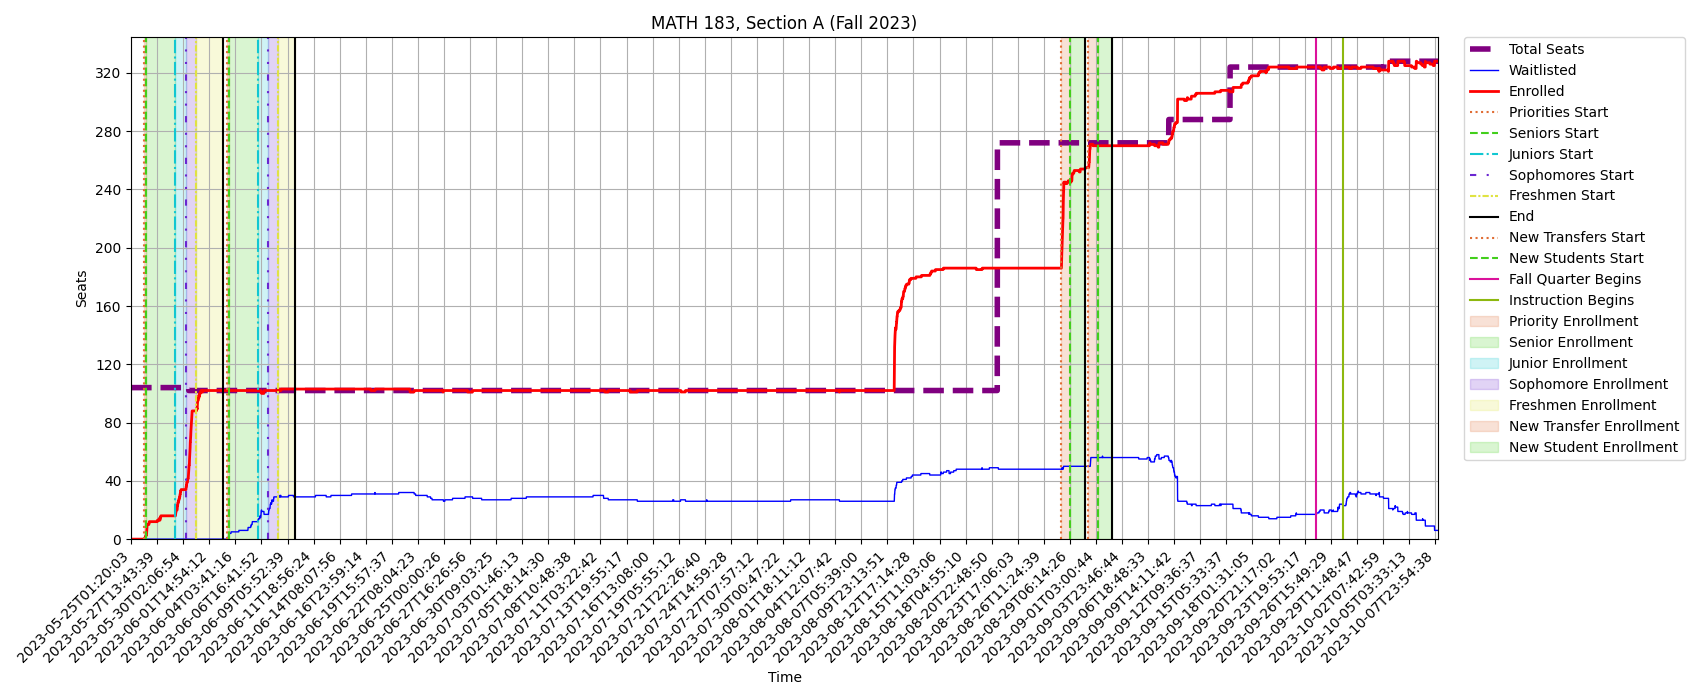 MATH 183, Section A (Fall 2023)
Seats
320
280
240
200
160
120
80
40
0
2023-05-25T01:20:03
2023-05-27T13:43:39
2023-05-30T02:06:54
2023-06-01T14:54:12
2023-06-04T03:41:16
2023-06-06T16:41:52
2023-06-09T05:52:39
2023-06-11T18:56:24
2023-06-14T08:07:56
2023-06-16T23:59:14
2023-06-19T15:57:37
2023-06-22T08:04:23
2023-06-25T00:00:26
2023-06-27T16:26:56
2023-06-30T09:03:25
2023-07-03T01:46:13
2023-07-05T18:14:30
2023-07-08T10:48:38
2023-07-11T03:22:42
2023-07-13T19:55:17
2023-07-16T13:08:00
2023-07-19T05:55:12
2023-07-21T22:26:40
2023-07-24T14:59:28
2023-07-27T07:57:12
2023-07-30T00:47:22
2023-08-01T18:11:12
2023-08-04T12:07:42
2023-08-07T05:39:00
2023-08-09T23:13:51
2023-08-12T17:14:28
2023-08-15T11:03:06
2023-08-18T04:55:10
2023-08-20T22:48:50
2023-08-23T17:06:03
2023-08-26T11:24:39
2023-08-29T06:14:26
2023-09-01T03:00:44
2023-09-03T23:46:44
2023-09-06T18:48:33
2023-09-09T14:11:42
2023-09-12T09:36:37
2023-09-15T05:33:37
2023-09-18T01:31:05
2023-09-20T21:17:02
2023-09-23T19:53:17
2023-09-26T15:49:29
2023-09-29T11:48:47
2023-10-02T07:42:59
2023-10-05T03:33:13
2023-10-07T23:54:38
Time
Total Seats
Waitlisted
Enrolled
Priorities Start
Seniors Start
Juniors Start
Sophomores Start
Freshmen Start
End
New Transfers Start
New Students Start
Fall Quarter Begins
Instruction Begins
Priority Enrollment
Senior Enrollment
Junior Enrollment
Sophomore Enrollment
Freshmen Enrollment
New Transfer Enrollment
New Student Enrollment